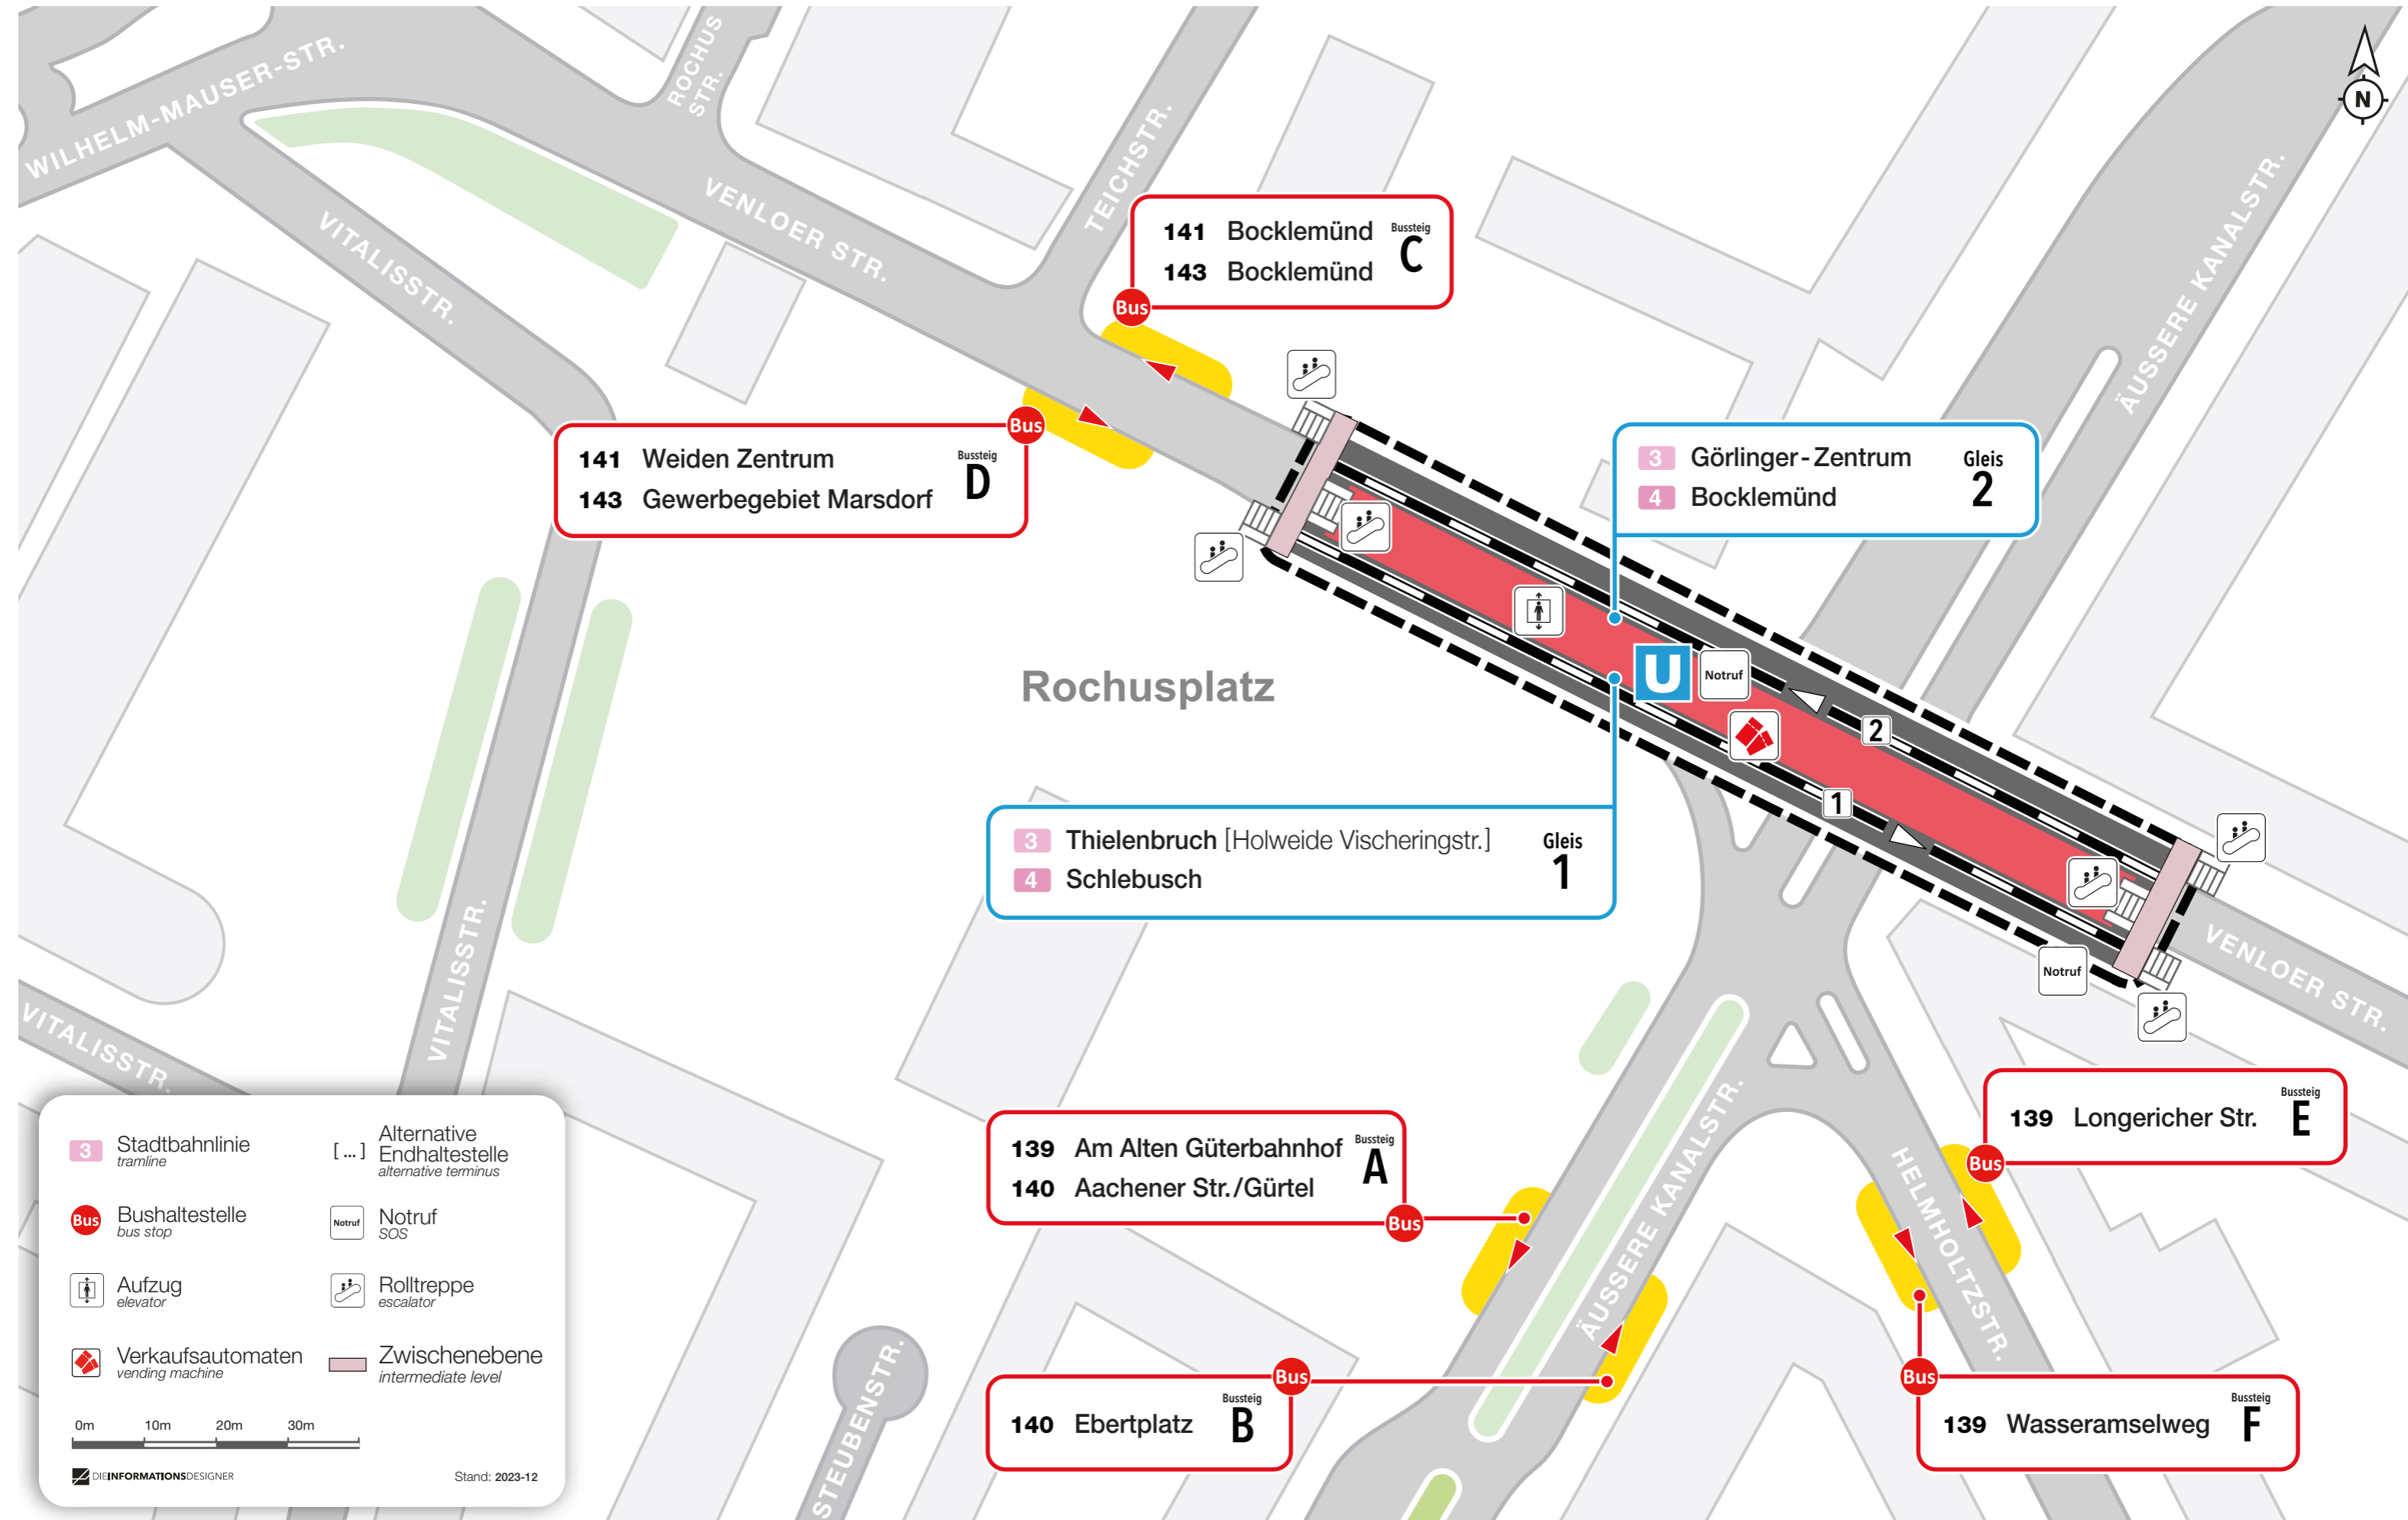 WILHELM-MAUSER-STR.
ROCHUS
STR.
VENLOER STR.
TEICHSTR.
VITALISSTR.
ÄUSSERE KANALSTR.
N
141 Bocklemünd
143 Bocklemünd
Bussteig
C
Bus
141 Weiden Zentrum
143 Gewerbegebiet Marsdorf
Bussteig
D
Bus
3 Görlinger-Zentrum
4 Bocklemünd
Gleis
2
Rochusplatz
U
Notruf
2
1
3 Thielenbruch [Holweide Vischeringstr.]
4 Schlebusch
Gleis
1
Notruf
VENLOER STR.
VITALISSTR.
VITALISSTR.
139 Am Alten Güterbahnhof
140 Aachener Str./Gürtel
Bussteig
A
Bus
ÄUSSERE KANALSTR.
HELMHOLTZSTR.
139 Longericher Str.
Bussteig
E
Bus
140 Ebertplatz
Bussteig
B
Bus
139 Wasseramselweg
Bussteig
F
Bus
STEUBENSTR.
3 Stadtbahnlinie
tramline
[...] Alternative
Endhaltestelle
alternative terminus
Bus Bushaltestelle
bus stop
Notruf Notruf
SOS
Aufzug
elevator
Rolltreppe
escalator
Verkaufsautomaten
vending machine
Zwischenebene
intermediate level
0m 10m 20m 30m
DIEINFORMATIONSDESIGNER
Stand: 2023-12